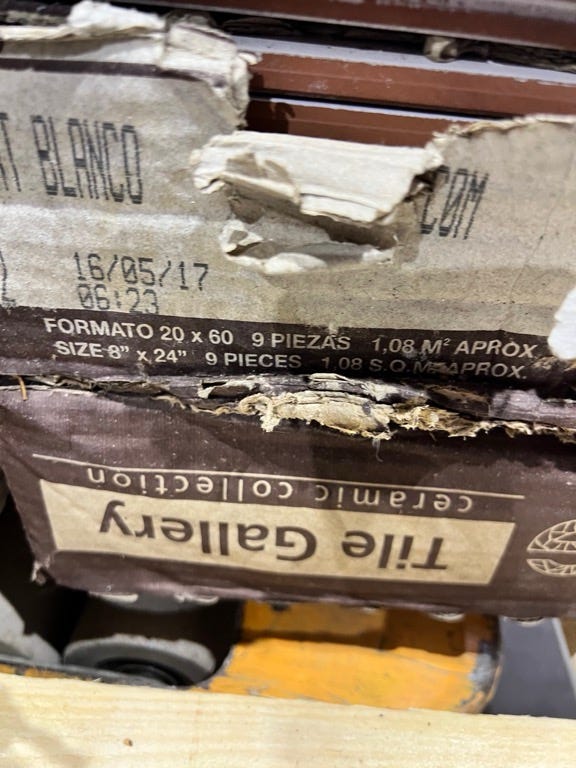 BLANCO
COM
16/05/17
06:23
FORMATO 20 x 60 9 PIEZAS 1,08 M² APROX.
SIZE 8" x 24" 9 PIECES 1,08 S.Q.M. APROX.
Tile Gallery
ceramic collection